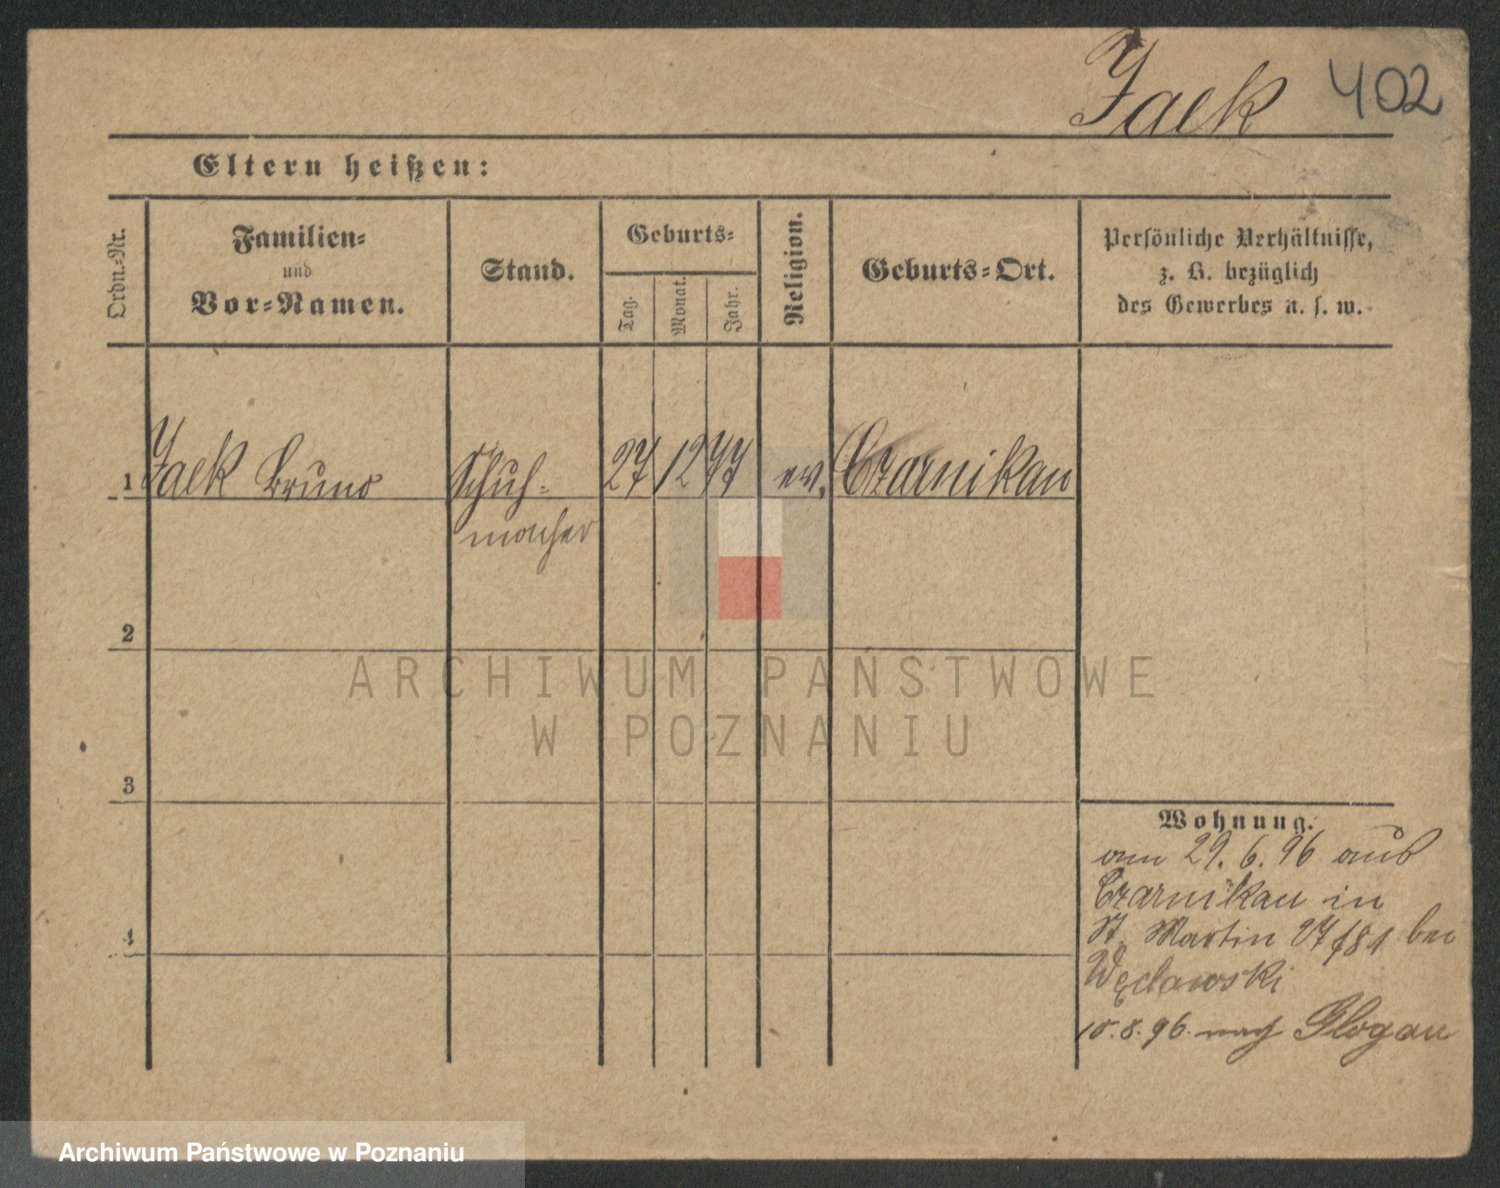 Jaek 402
Eltern heißen:
Ordn.-Nr.
Familien-
und
Vor-Namen.
Stand.
Geburts-
Tag.
Monat.
Jahr.
Religion.
Geburts-Ort.
Persönliche Verhältnisse,
z. B. bezüglich
des Gewerbes u. s. w.
1 Jaek Bruno Schuh- 27 12 77 ev. Czarnikau
macher
2
ARCHIWUM PAŃSTWOWE
W POZNANIU
3
Wohnung.
am 29. 6. 96 aus
Czarnikau in
St. Martin 27 bei
4
Węclawski
10.8.96. nach Glogau
Archiwum Państwowe w Poznaniu